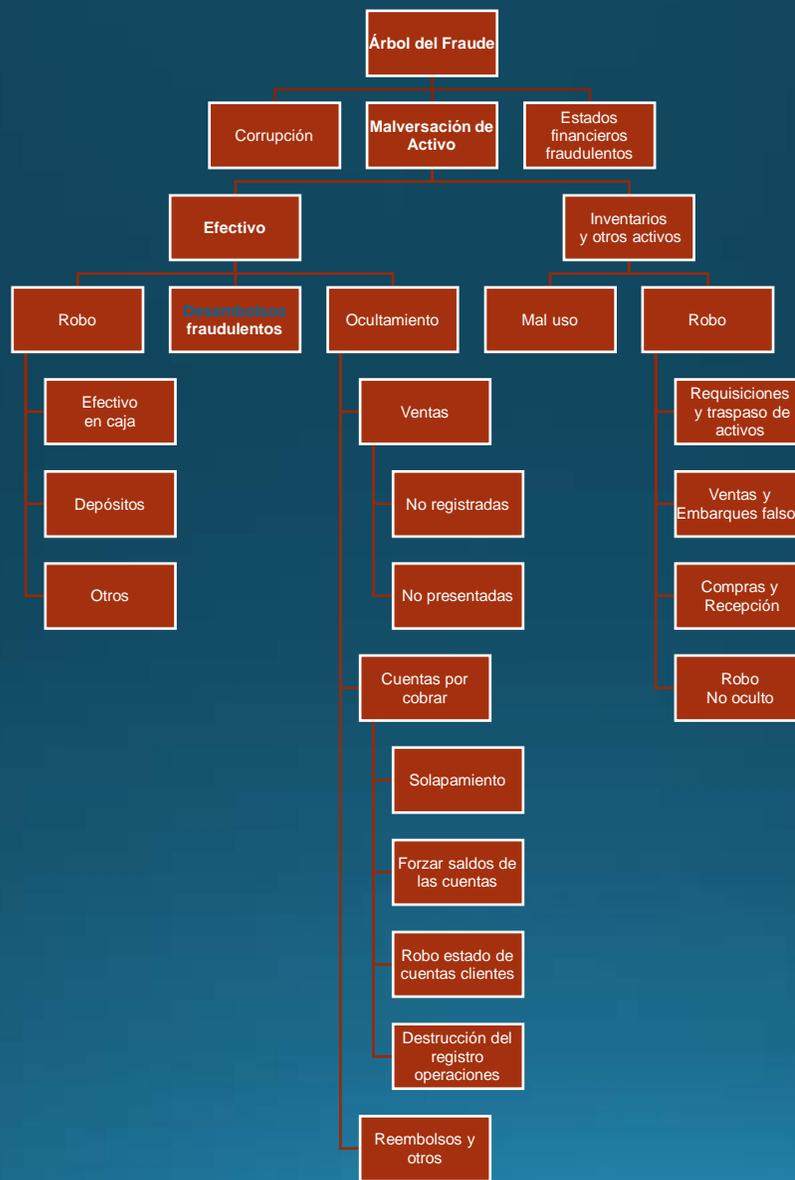 Árbol del Fraude
Corrupción
Malversación de
Activo
Estados
financieros
fraudulentos
Efectivo
Inventarios
y otros activos
Robo
Desembolsos
fraudulentos
Ocultamiento
Mal uso
Robo
Efectivo
en caja
Depósitos
Otros
Ventas
No registradas
No presentadas
Cuentas por
cobrar
Solapamiento
Forzar saldos de
las cuentas
Robo estado de
cuentas clientes
Destrucción del
registro
operaciones
Reembolsos y
otros
Requisiciones
y traspaso de
activos
Ventas y
Embarques falso
Compras y
Recepción
Robo
No oculto